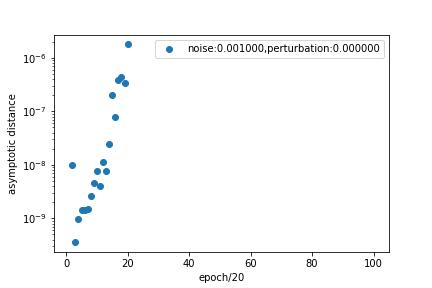 noise:0.001000,perturbation:0.000000
10⁻⁶
10⁻⁷
10⁻⁸
10⁻⁹
asymptotic distance
0 20 40 60 80 100
epoch/20